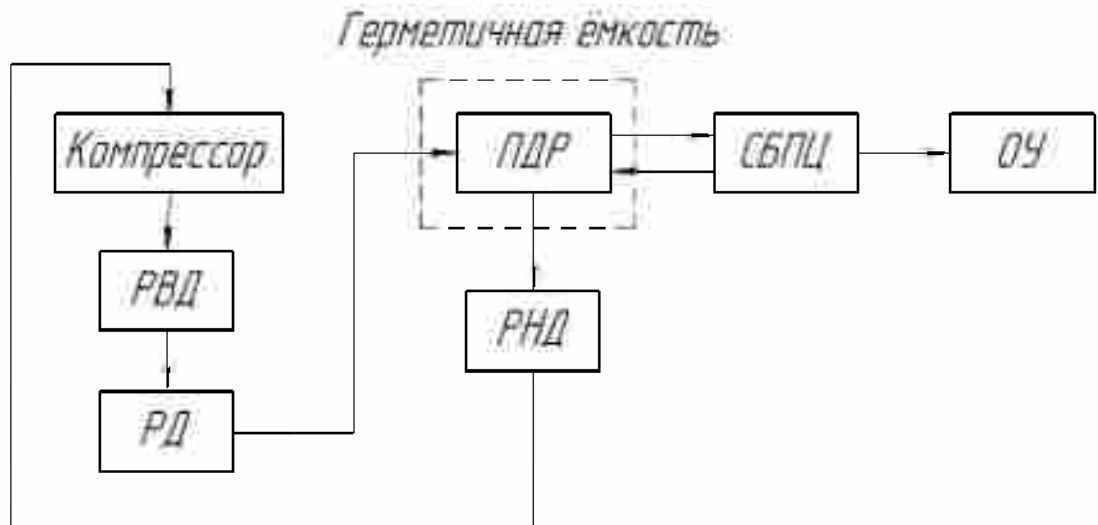 Герметичная ёмкость
Компрессор
ПДР
СБПЦ
ОУ
РВД
РНД
РД